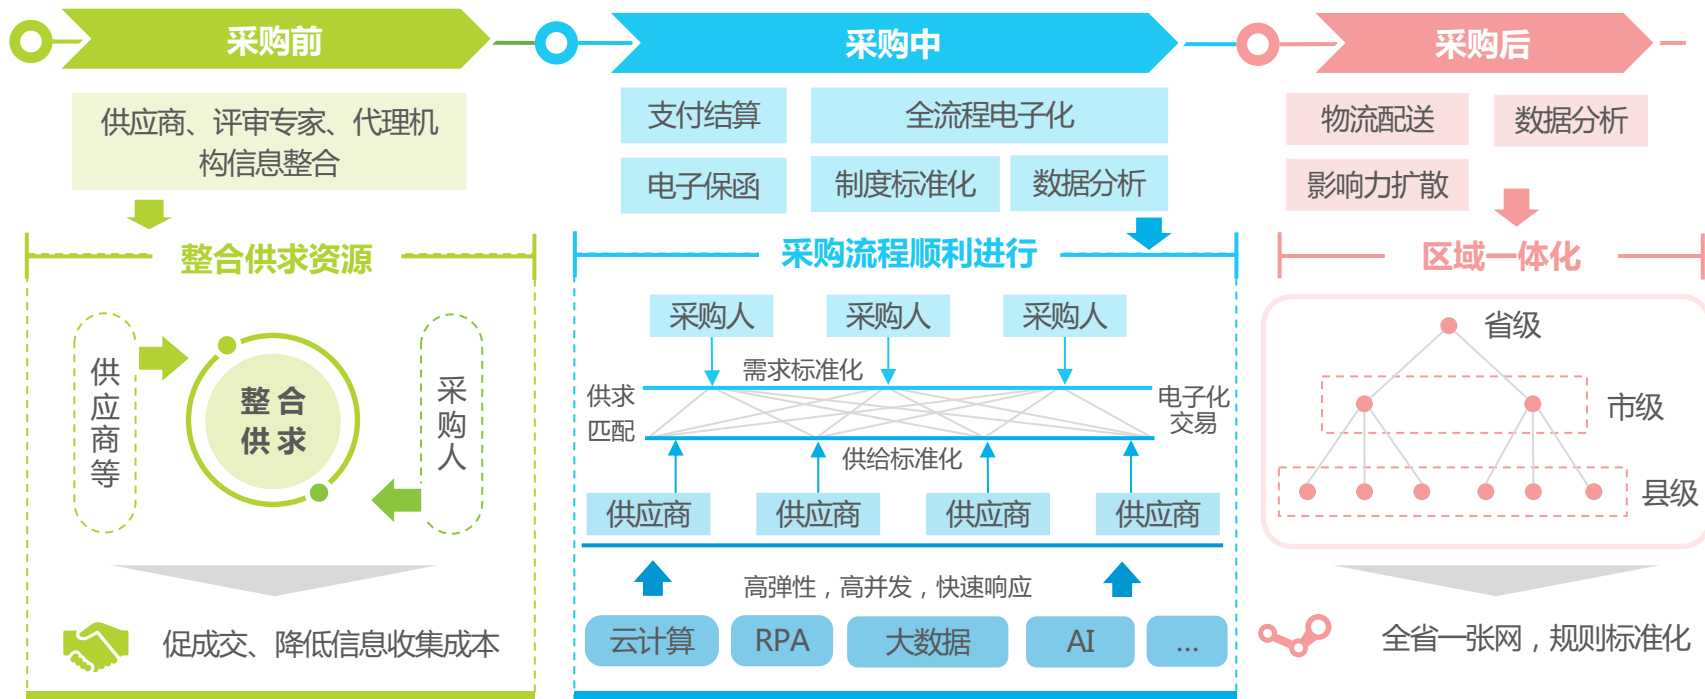 采购前
采购中
采购后
供应商、评审专家、代理机
构信息整合
支付结算
全流程电子化
电子保函
制度标准化
数据分析
物流配送
数据分析
影响力扩散
整合供求资源
采购流程顺利进行
区域一体化
供应商等
整合
供求
采购人
采购人
采购人
采购人
需求标准化
供求
匹配
电子化
交易
供给标准化
供应商
供应商
供应商
供应商
高弹性，高并发，快速响应
云计算
RPA
大数据
AI
...
省级
市级
县级
促成交、降低信息收集成本
全省一张网，规则标准化